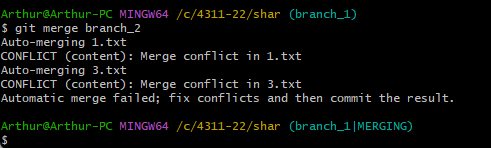 Arthur@Arthur-PC MINGW64 /c/4311-22/shar (branch_1)
$ git merge branch_2
Auto-merging 1.txt
CONFLICT (content): Merge conflict in 1.txt
Auto-merging 3.txt
CONFLICT (content): Merge conflict in 3.txt
Automatic merge failed; fix conflicts and then commit the result.
Arthur@Arthur-PC MINGW64 /c/4311-22/shar (branch_1|MERGING)
$